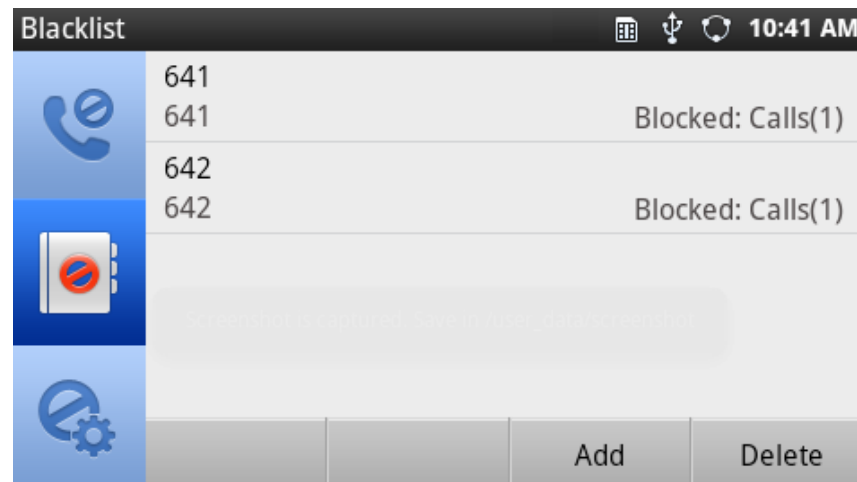 Blacklist 10:41 AM
641
641 Blocked: Calls(1)
642
642 Blocked: Calls(1)
Screenshot is captured. Save in /user_data/screenshot
Add Delete